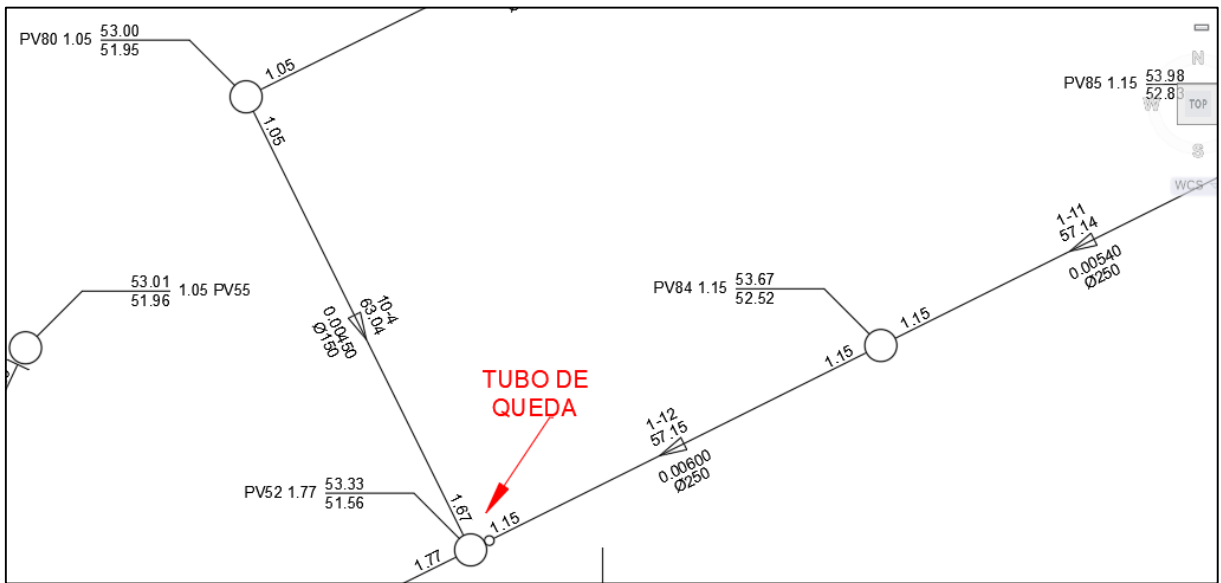 PV80 1.05 53.00
51.95
1.05
1.05
N
PV85 1.15 53.98
52.83
W
TOP
S
WCS
1-11
57.14
0.00540
Ø250
53.01
51.96 1.05 PV55
10-4
63.04
0.00450
Ø150
PV84 1.15 53.67
52.52
1.15
1.15
TUBO DE
QUEDA
1-12
57.15
0.00600
Ø250
PV52 1.77 53.33
51.56
1.67
1.15
1.77